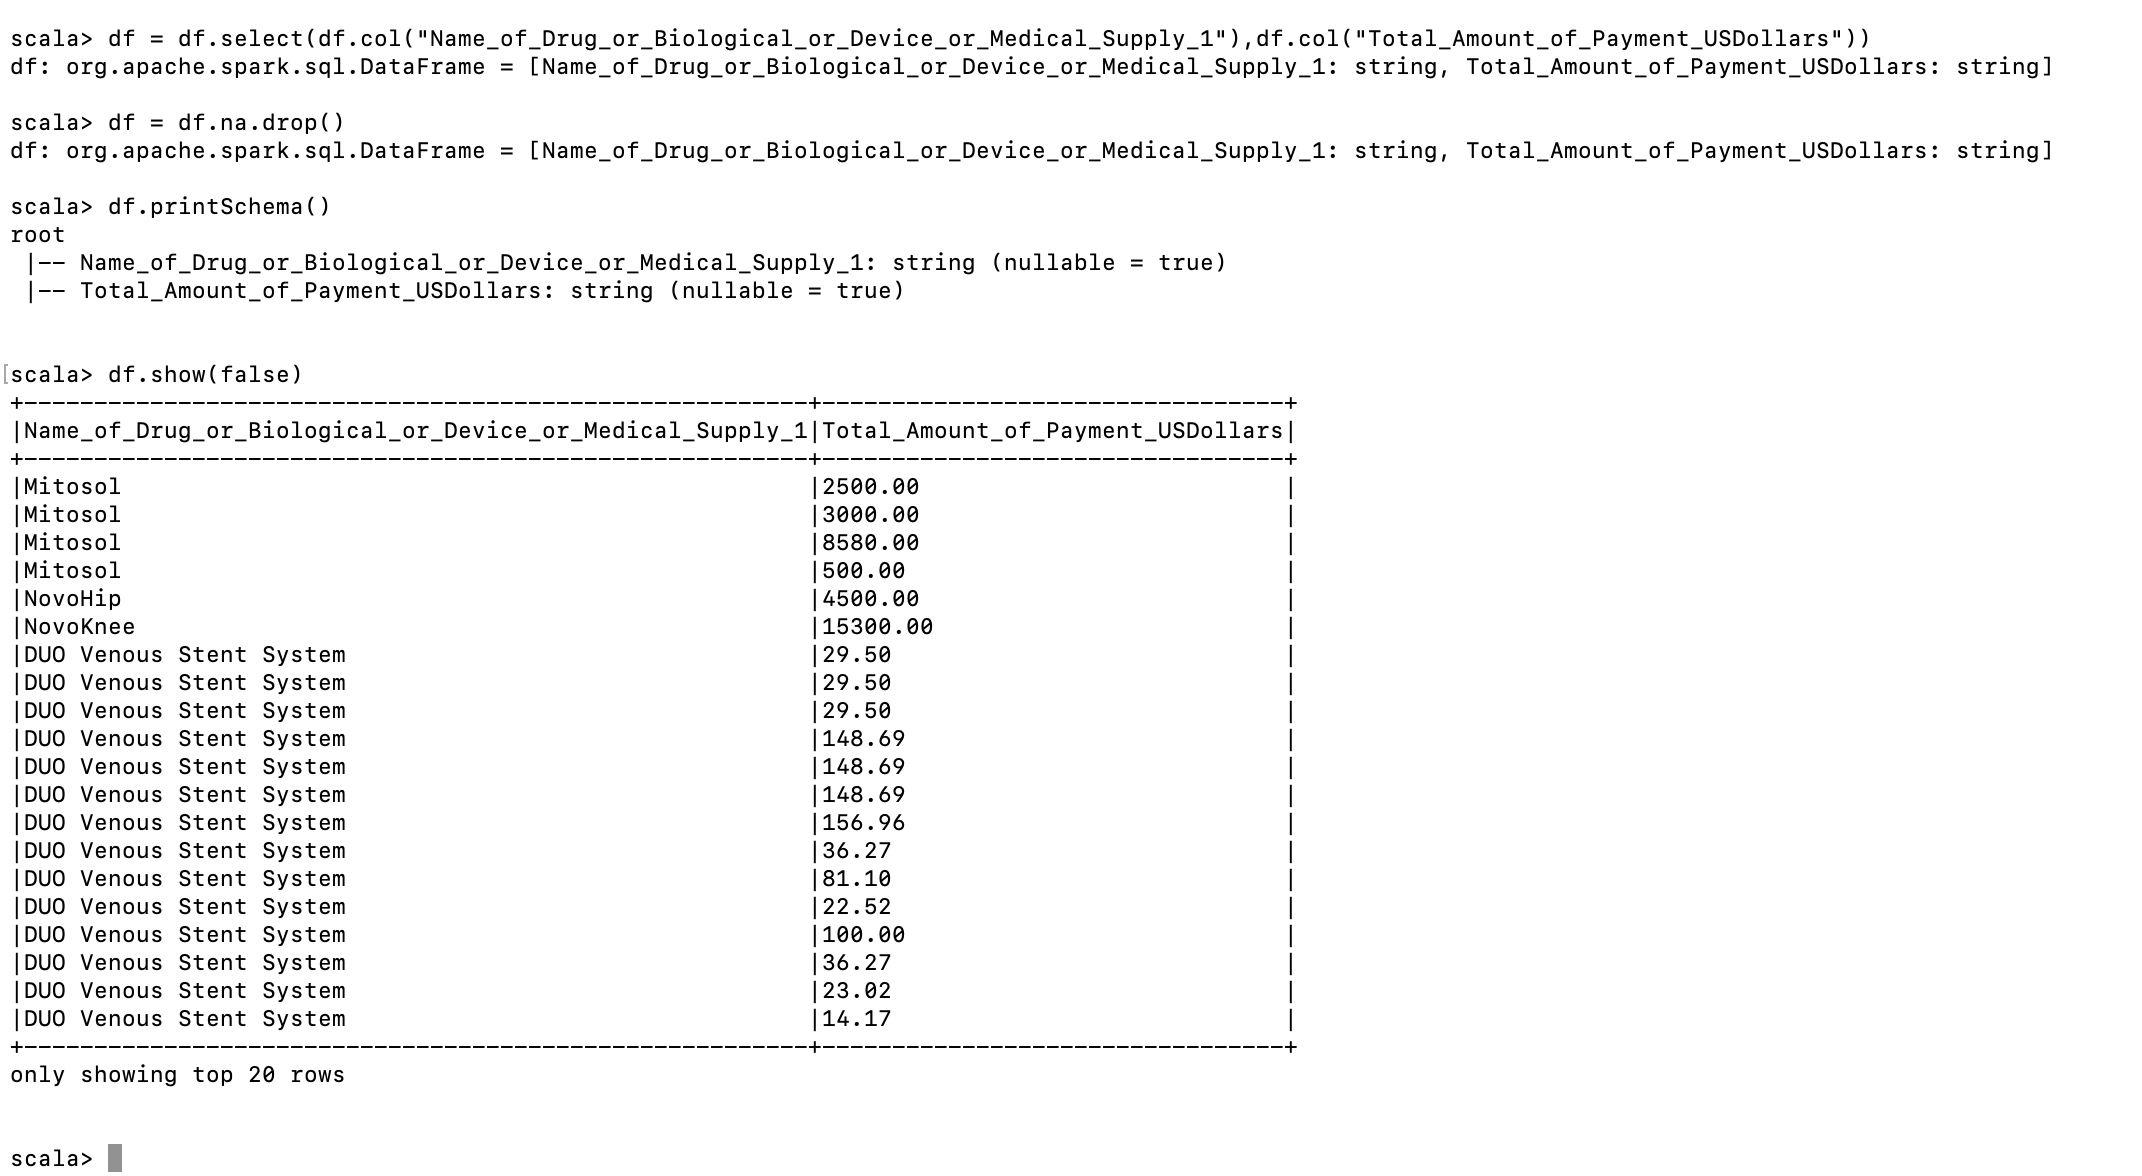 scala> df = df.select(df.col("Name_of_Drug_or_Biological_or_Device_or_Medical_Supply_1"),df.col("Total_Amount_of_Payment_USDollars"))
df: org.apache.spark.sql.DataFrame = [Name_of_Drug_or_Biological_or_Device_or_Medical_Supply_1: string, Total_Amount_of_Payment_USDollars: string]
scala> df = df.na.drop()
df: org.apache.spark.sql.DataFrame = [Name_of_Drug_or_Biological_or_Device_or_Medical_Supply_1: string, Total_Amount_of_Payment_USDollars: string]
scala> df.printSchema()
root
 |-- Name_of_Drug_or_Biological_or_Device_or_Medical_Supply_1: string (nullable = true)
 |-- Total_Amount_of_Payment_USDollars: string (nullable = true)
[scala> df.show(false)
+--------------------------------------------------------+---------------------------------+
|Name_of_Drug_or_Biological_or_Device_or_Medical_Supply_1|Total_Amount_of_Payment_USDollars|
+--------------------------------------------------------+---------------------------------+
|Mitosol                                                 |2500.00                          |
|Mitosol                                                 |3000.00                          |
|Mitosol                                                 |8580.00                          |
|Mitosol                                                 |500.00                           |
|NovoHip                                                 |4500.00                          |
|NovoKnee                                                |15300.00                         |
|DUO Venous Stent System                                 |29.50                            |
|DUO Venous Stent System                                 |29.50                            |
|DUO Venous Stent System                                 |29.50                            |
|DUO Venous Stent System                                 |148.69                           |
|DUO Venous Stent System                                 |148.69                           |
|DUO Venous Stent System                                 |148.69                           |
|DUO Venous Stent System                                 |156.96                           |
|DUO Venous Stent System                                 |36.27                            |
|DUO Venous Stent System                                 |81.10                            |
|DUO Venous Stent System                                 |22.52                            |
|DUO Venous Stent System                                 |100.00                           |
|DUO Venous Stent System                                 |36.27                            |
|DUO Venous Stent System                                 |23.02                            |
|DUO Venous Stent System                                 |14.17                            |
+--------------------------------------------------------+---------------------------------+
only showing top 20 rows
scala>